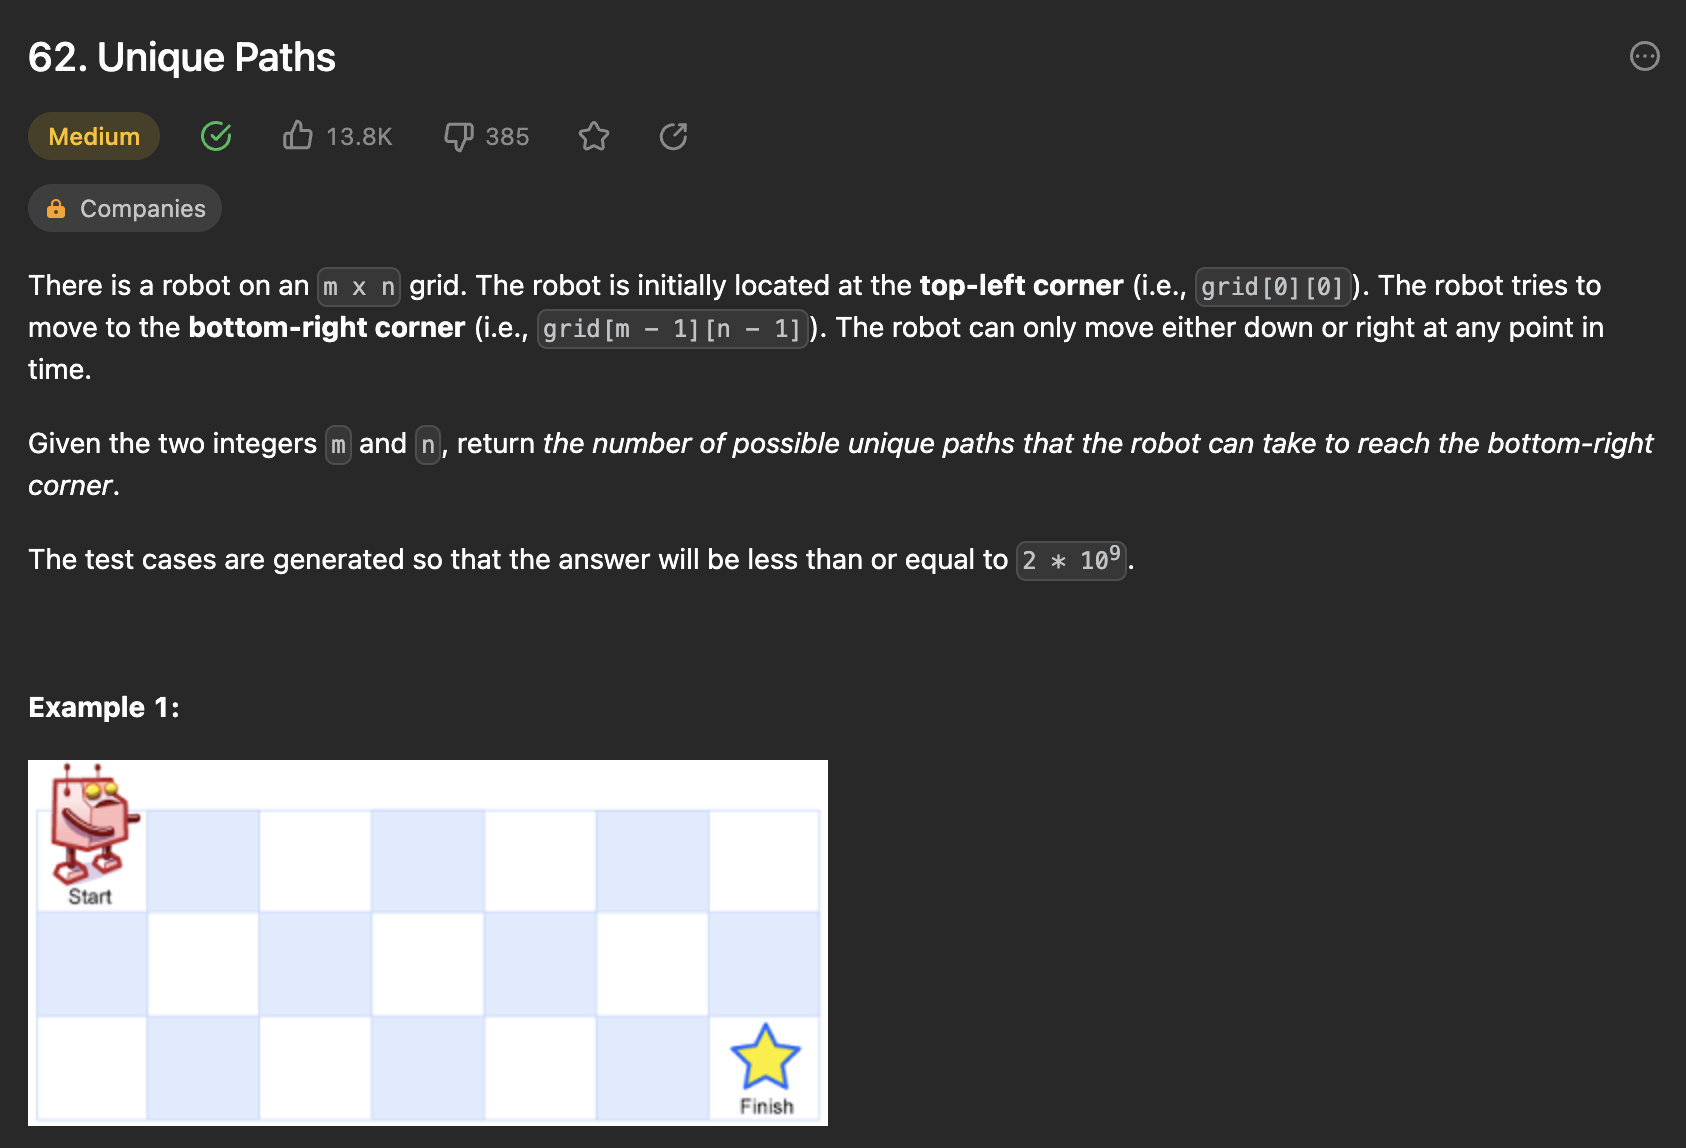 62. Unique Paths
Medium 13.8K 385
Companies
There is a robot on an m x n grid. The robot is initially located at the top-left corner (i.e., grid[0][0]). The robot tries to
move to the bottom-right corner (i.e., grid[m - 1][n - 1]). The robot can only move either down or right at any point in
time.
Given the two integers m and n, return the number of possible unique paths that the robot can take to reach the bottom-right
corner.
The test cases are generated so that the answer will be less than or equal to 2 * 10⁹.
Example 1:
Start
Finish